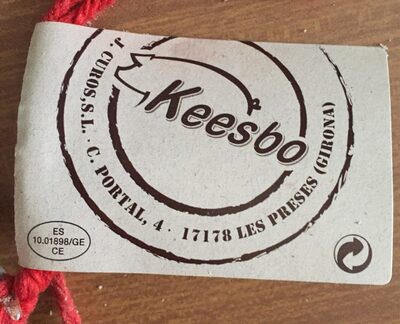 Keesbo
J. CUROS, S.L. · C. PORTAL, 4 · 17178 LES PRESES (GIRONA)
ES
10.01898/GE
CE